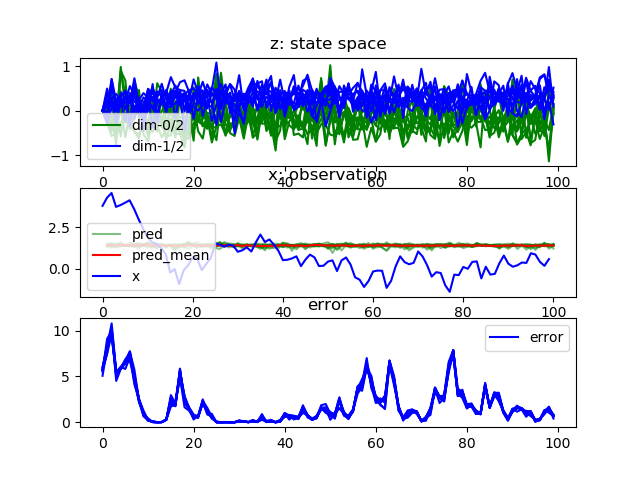 z: state space
1
0
−1
dim-0/2
dim-1/2
0 20 40 60 80 100
x: observation
2.5
0.0
pred
pred_mean
x
0 20 40 60 80 100
error
10
5
0
error
0 20 40 60 80 100